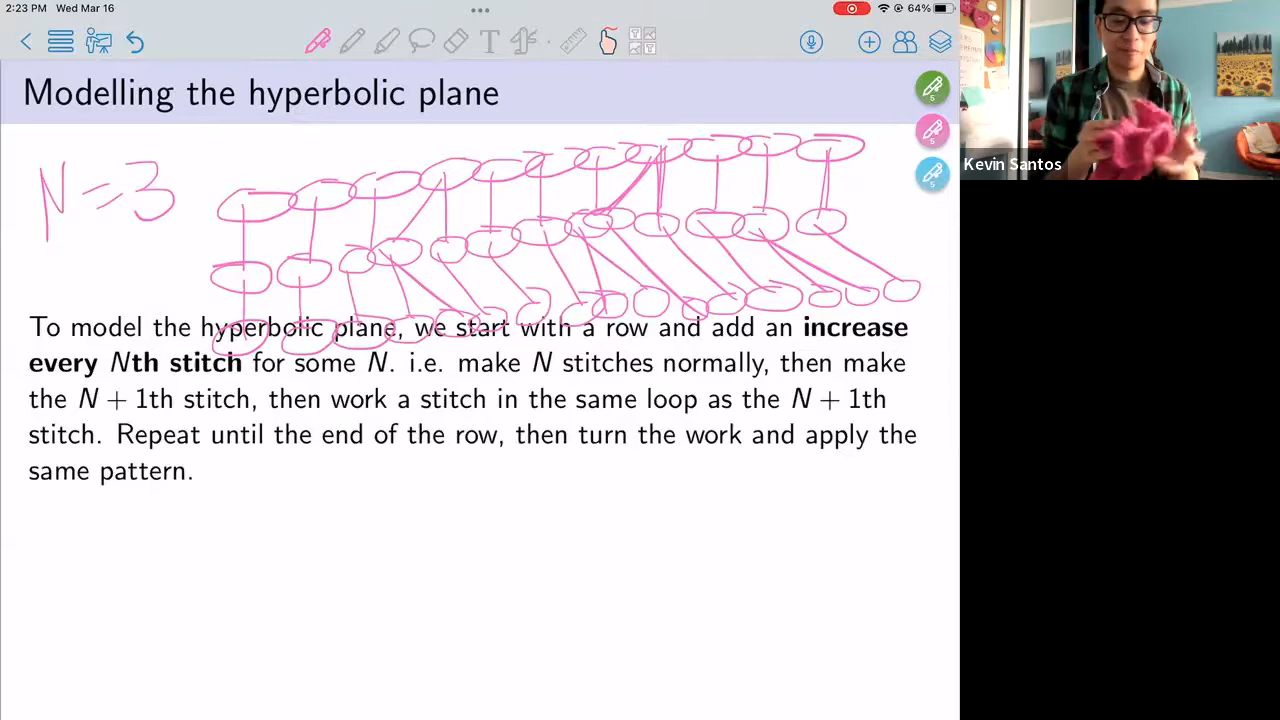 2:23 PM Wed Mar 16
64%
T
Modelling the hyperbolic plane
5
5
5
N = 3
To model the hyperbolic plane, we start with a row and add an increase
every Nth stitch for some N. i.e. make N stitches normally, then make
the N + 1th stitch, then work a stitch in the same loop as the N + 1th
stitch. Repeat until the end of the row, then turn the work and apply the
same pattern.
Kevin Santos